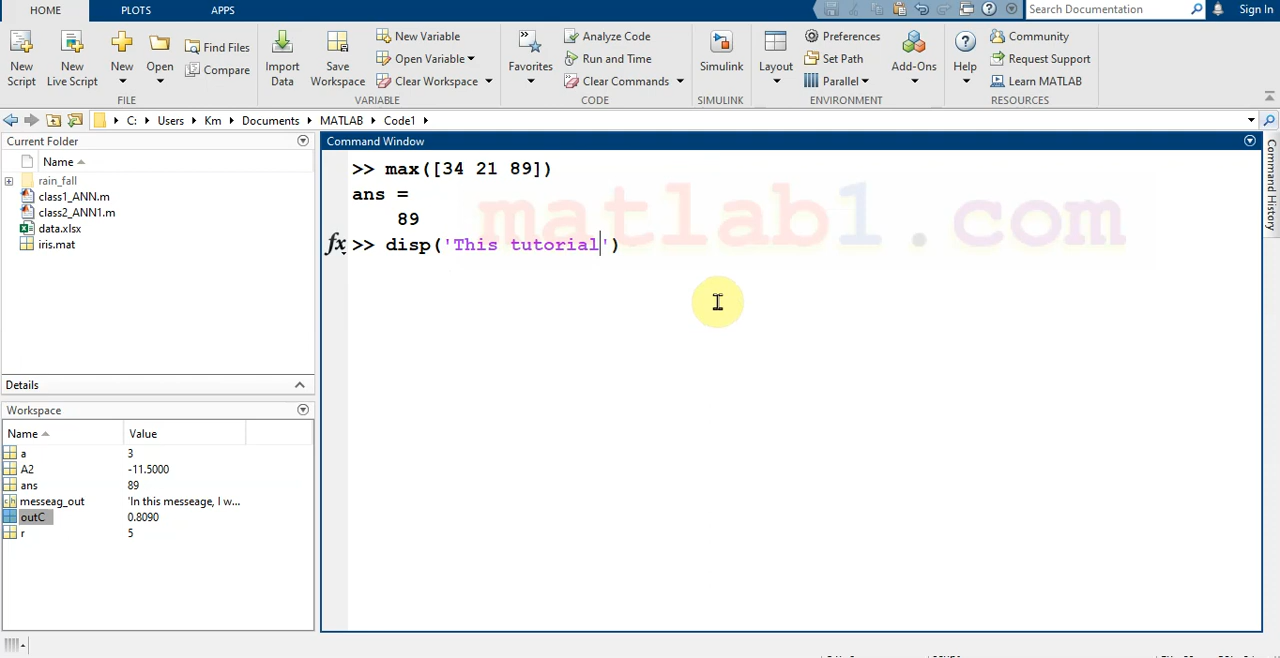 HOME PLOTS APPS Search Documentation Sign In
New Script New Live Script New Open Find Files Compare FILE
Import Data Save Workspace New Variable Open Variable Clear Workspace VARIABLE
Favorites Analyze Code Run and Time Clear Commands CODE
Simulink SIMULINK
Layout Preferences Set Path Parallel Add-Ons ENVIRONMENT
Help Community Request Support Learn MATLAB RESOURCES
C: Users Km Documents MATLAB Code1
Current Folder
Name
rain_fall
class1_ANN.m
class2_ANN1.m
data.xlsx
iris.mat
Details
Workspace
Name Value
a 3
A2 -11.5000
ans 89
messeag_out 'In this messeage, I w...
outC 0.8090
r 5
Command Window
>> max([34 21 89])
ans =
89
fx >> disp('This tutorial')
matlab1.com
Command History